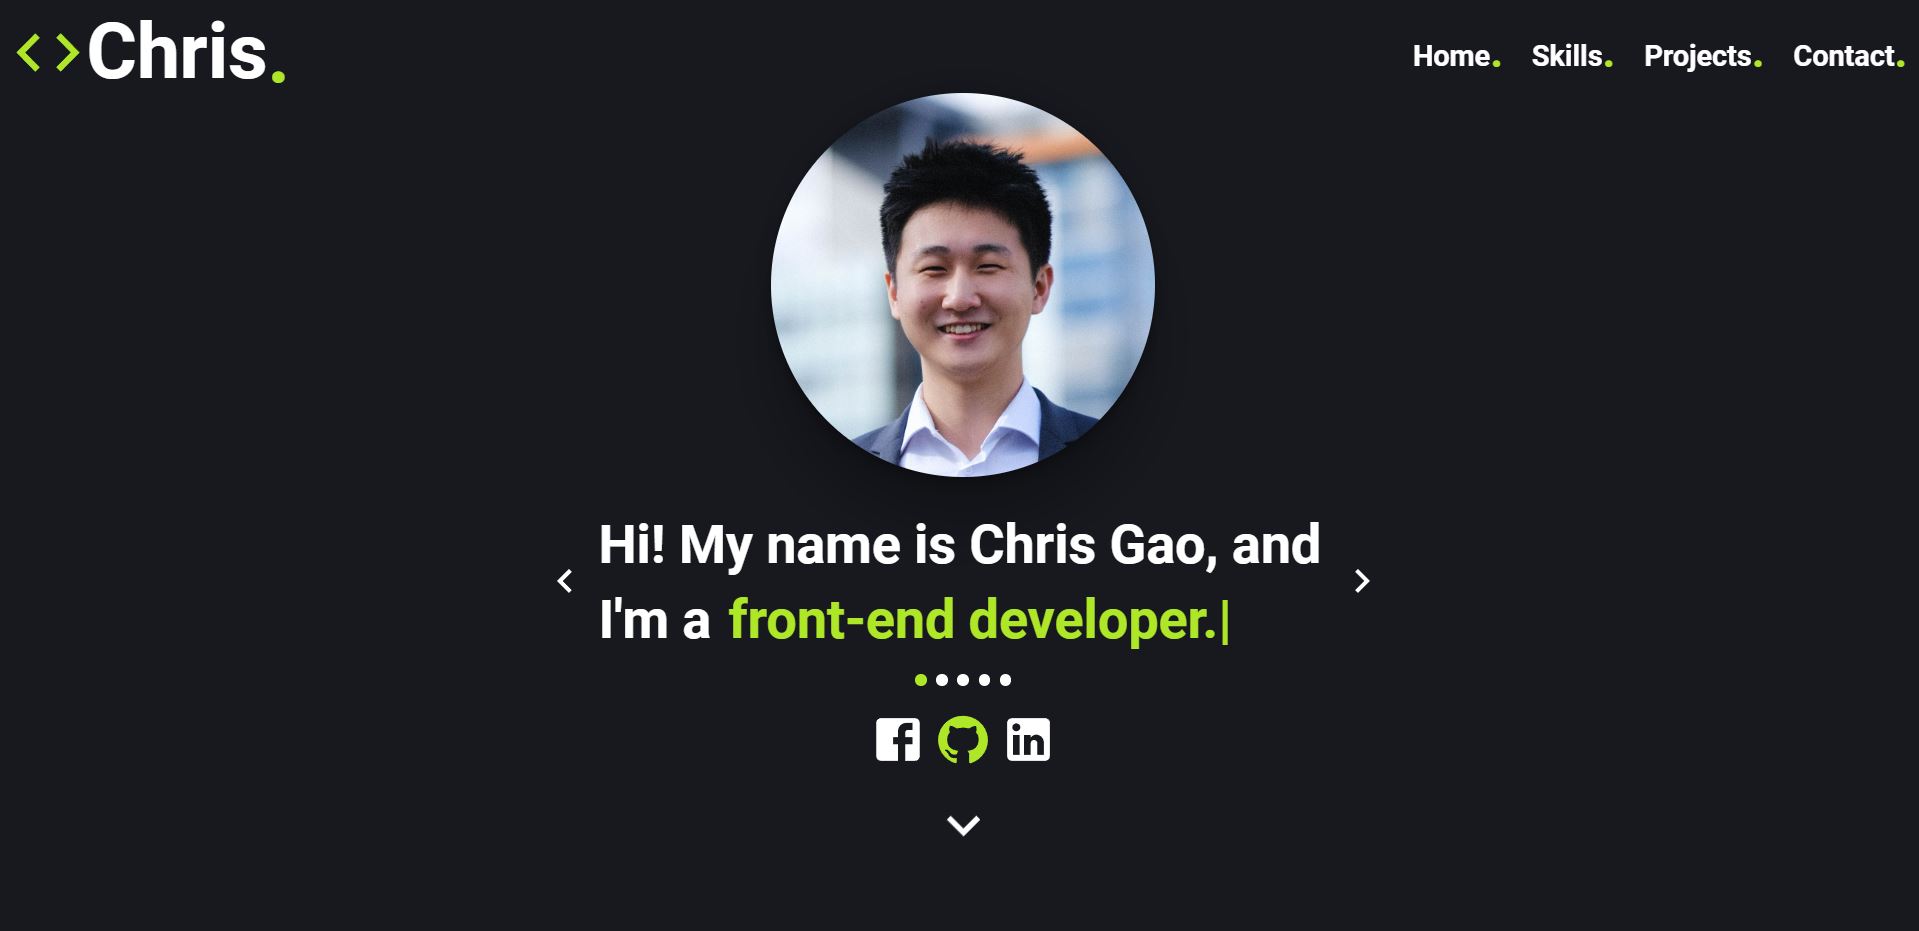 <> Chris.
Home. Skills. Projects. Contact.
Hi! My name is Chris Gao, and
I'm a front-end developer.|